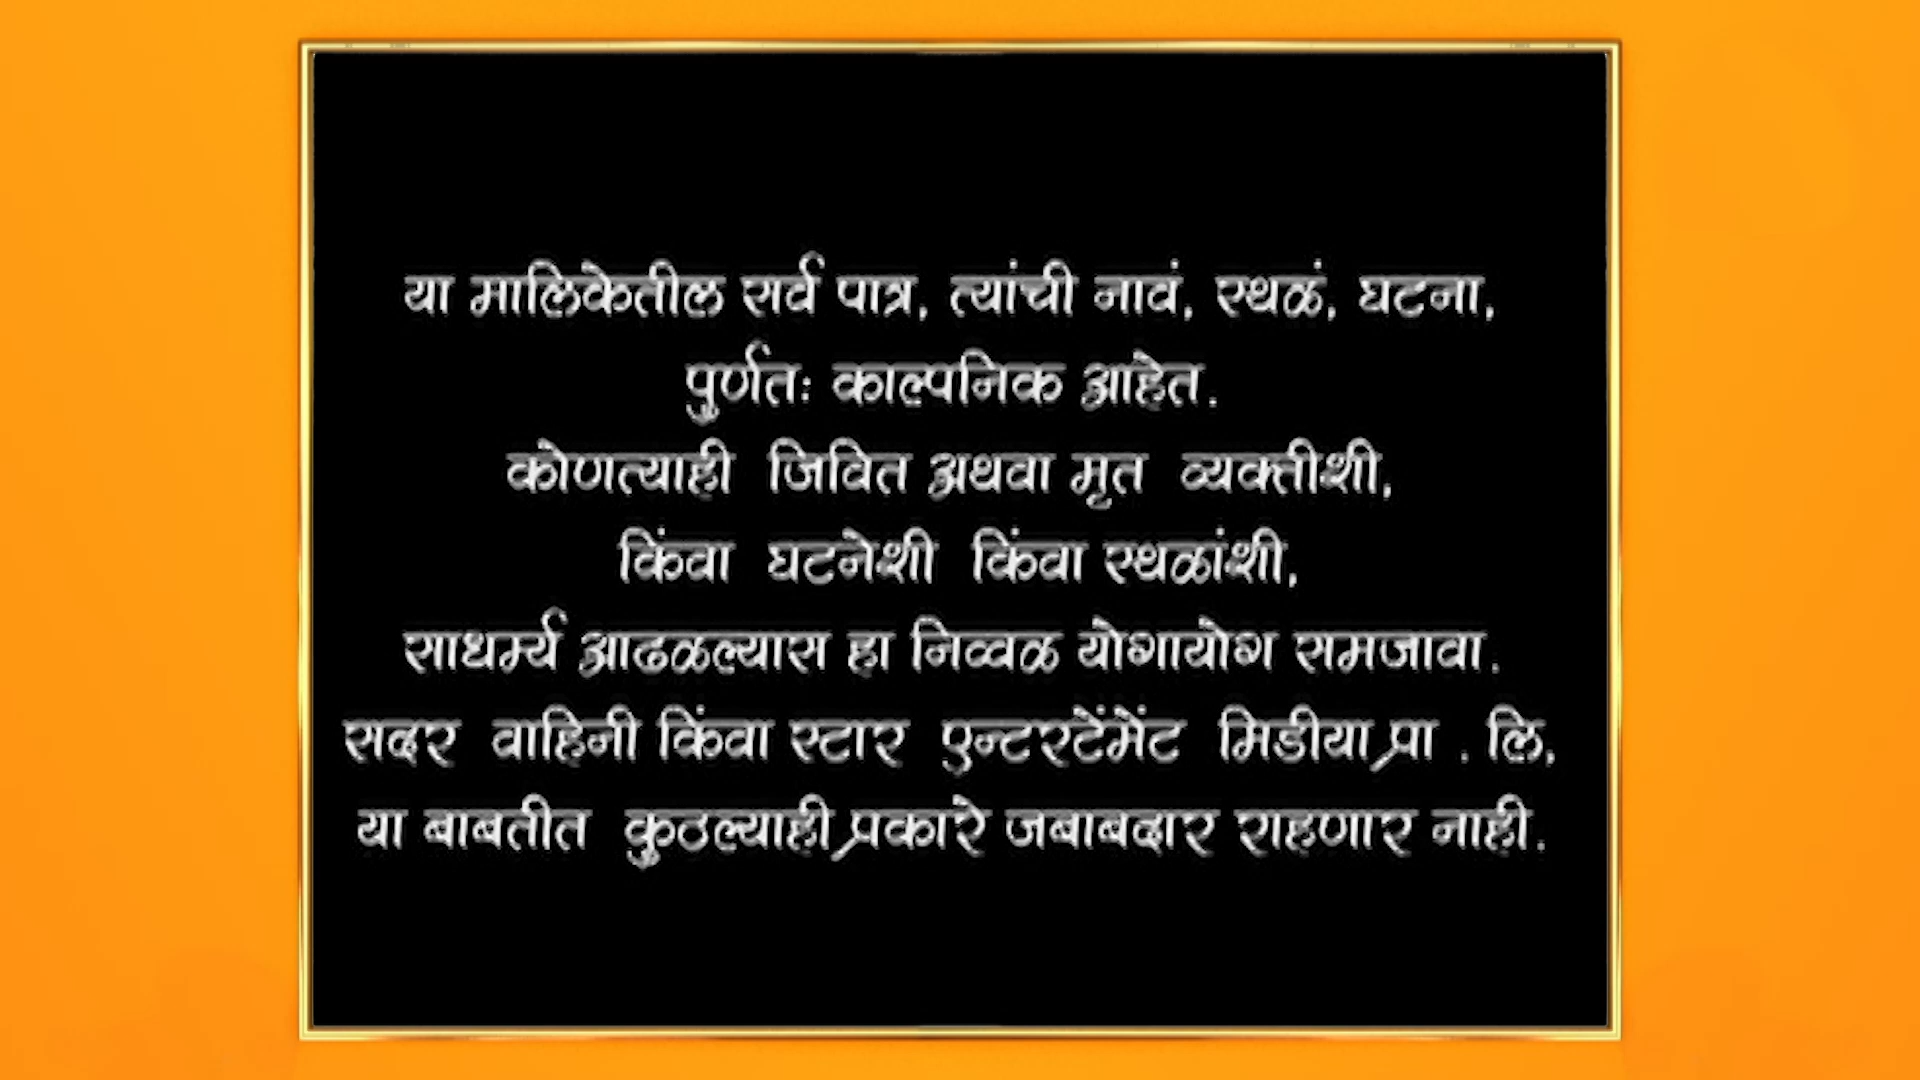 या मालिकेतील सर्व पात्र, त्यांची नावं, स्थळं, घटना,
पुर्णतः काल्पनिक आहेत.
कोणत्याही जिवित अथवा मृत व्यक्तीशी,
किंवा घटनेशी किंवा स्थळांशी,
साधर्म्य आढळल्यास हा निव्वळ योगायोग समजावा.
सदर वाहिनी किंवा स्टार एन्टरटेंमेंट मिडीया प्रा . लि,
या बाबतीत कुठल्याही प्रकारे जबाबदार राहणार नाही.